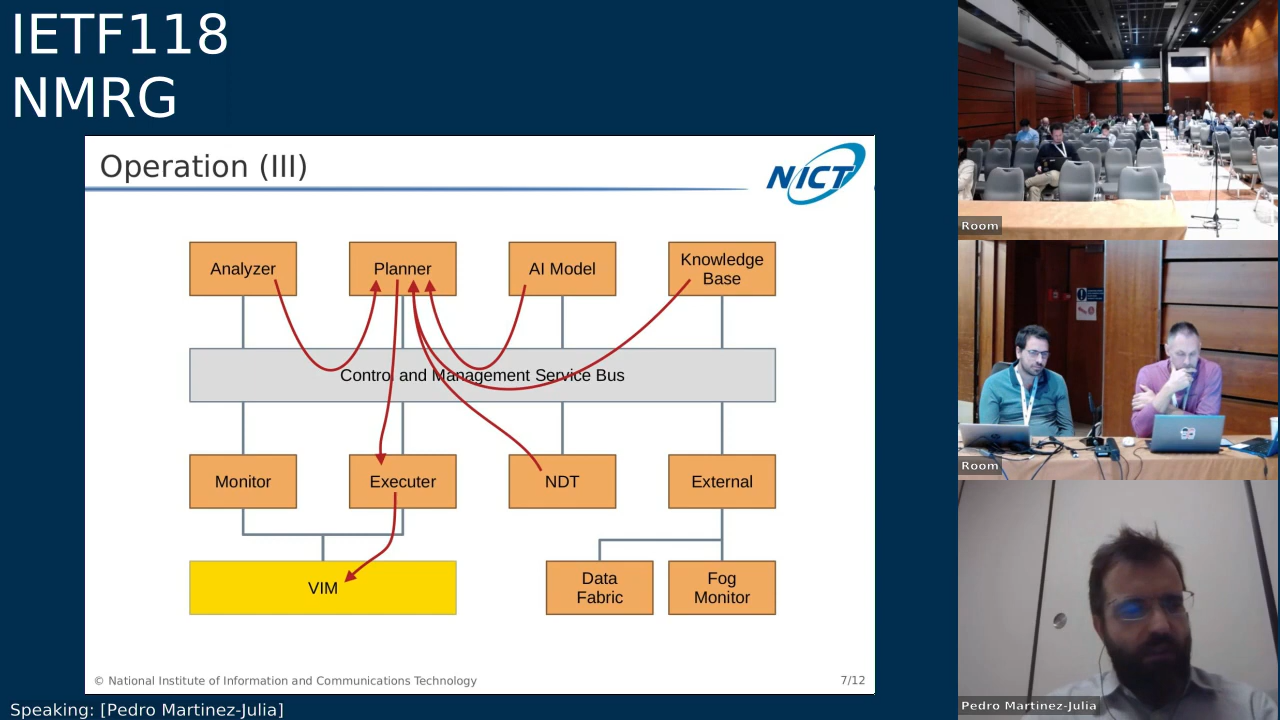 IETF118
NMRG
Operation (III)
NICT
Analyzer
Planner
AI Model
Knowledge
Base
Control and Management Service Bus
Monitor
Executer
NDT
External
VIM
Data
Fabric
Fog
Monitor
© National Institute of Information and Communications Technology
7/12
Speaking: [Pedro Martinez-Julia]
Room
Room
Pedro Martinez-Julia